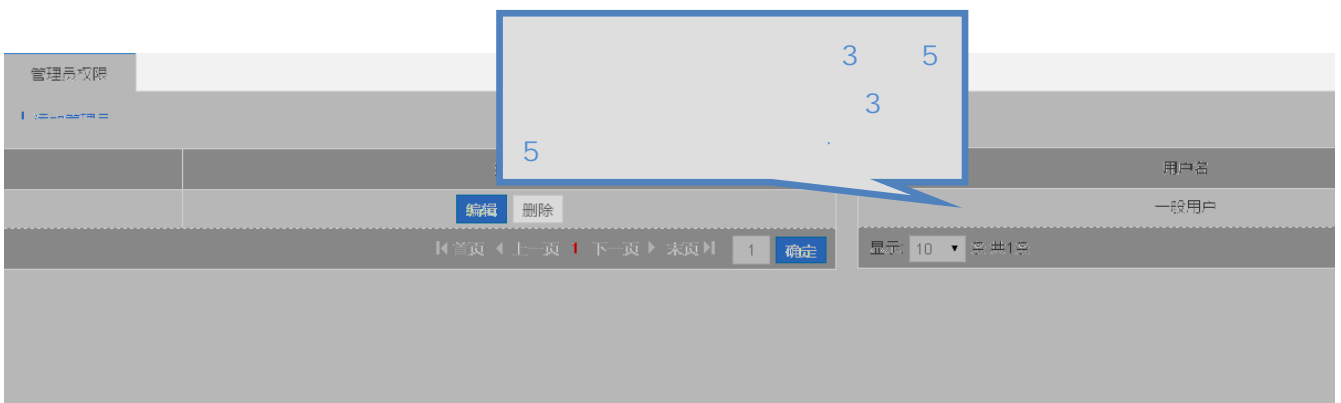 3 5
管理员权限
3
5 .
用户名
编辑 删除
一般用户
首页 上一页 1 下一页 末页 1 确定
显示: 10 条 共1条